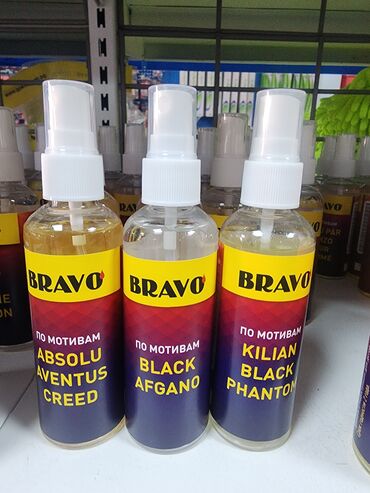 BRAVO
ПО МОТИВАМ
ABSOLU
AVENTUS
CREED
BRAVO
ПО МОТИВАМ
BLACK
AFGANO
BRAVO
ПО МОТИВАМ
KILIAN
BLACK
PHANTOM